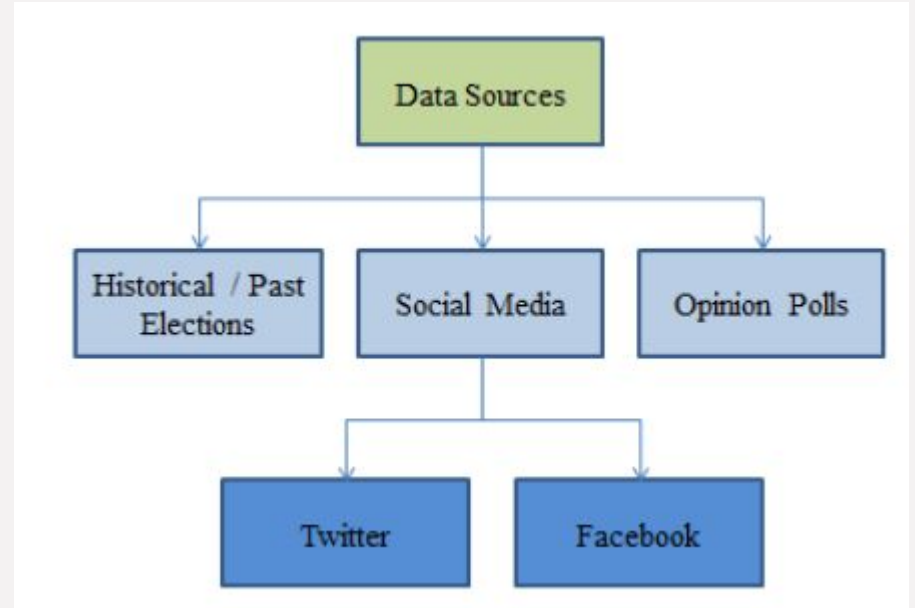 Data Sources
Historical / Past
Elections
Social Media
Opinion Polls
Twitter
Facebook